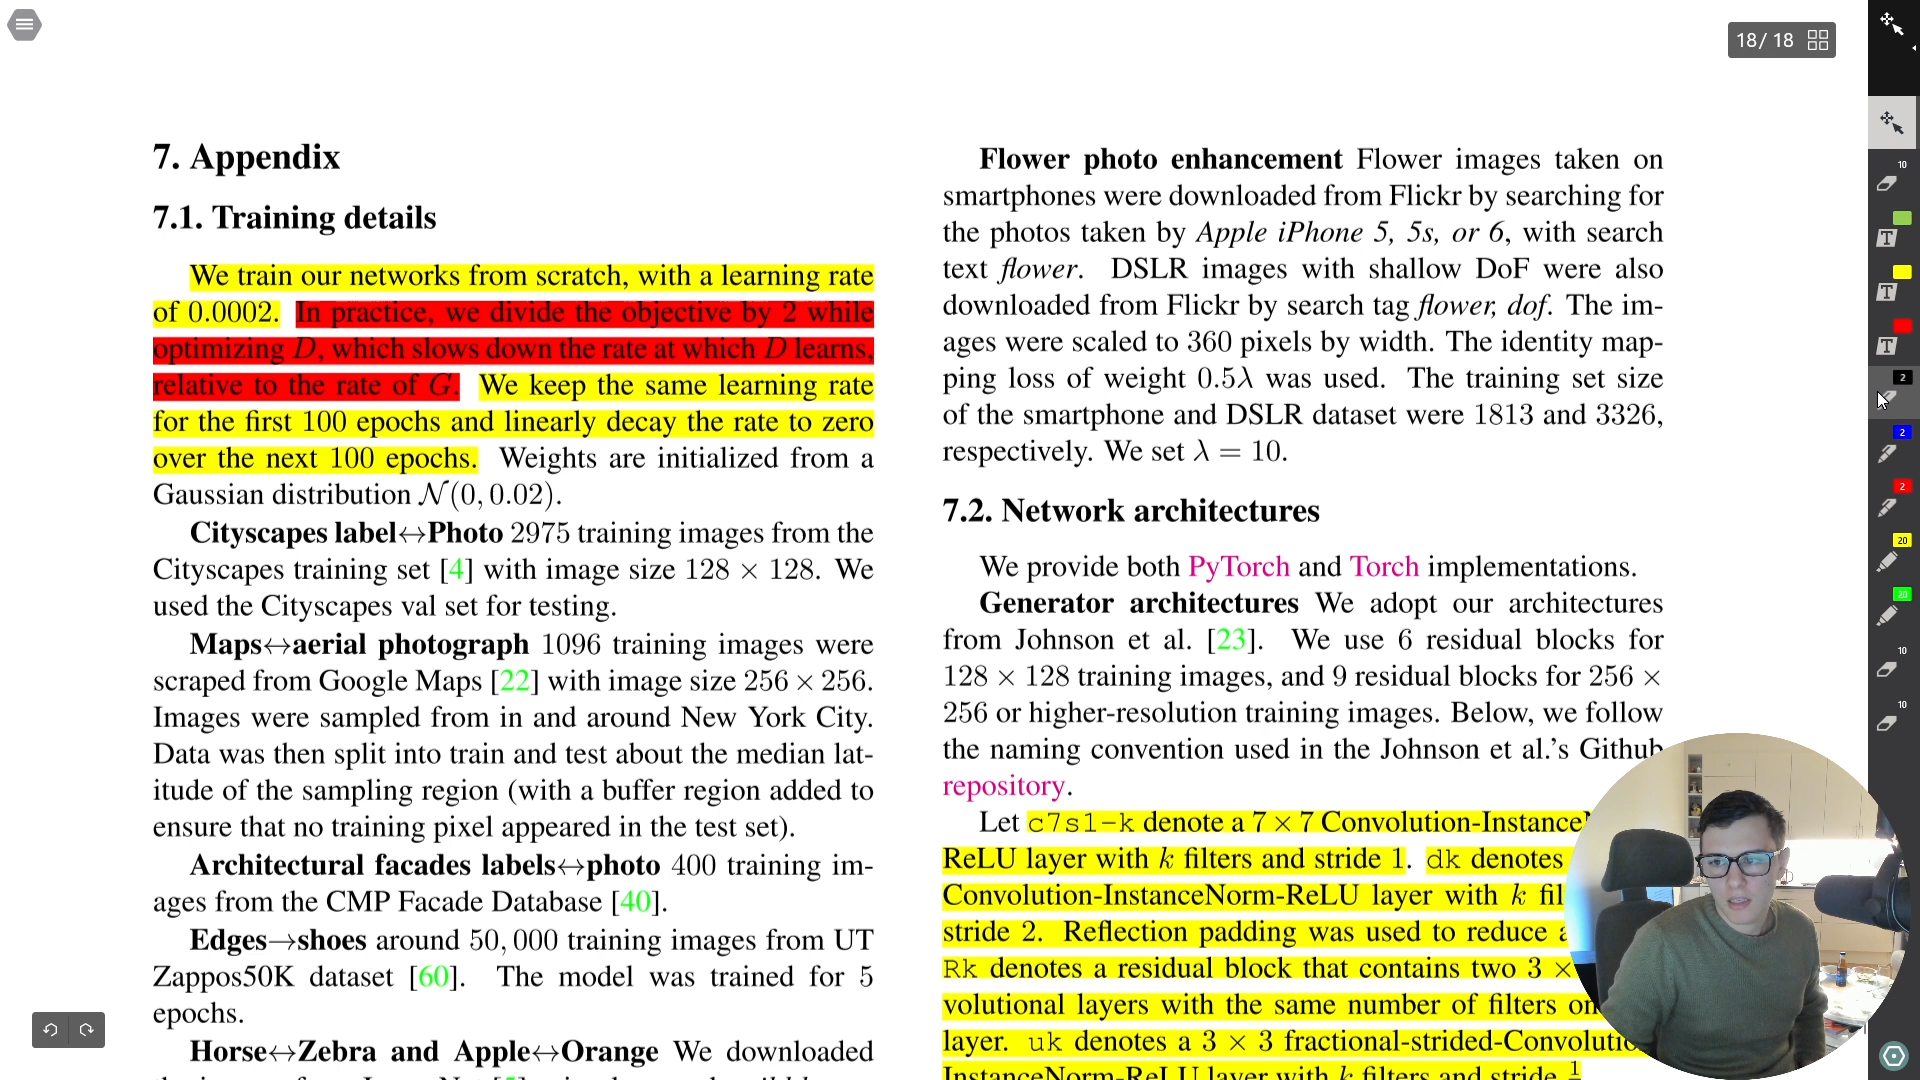 18/ 18
7. Appendix
7.1. Training details
We train our networks from scratch, with a learning rate
of 0.0002. In practice, we divide the objective by 2 while
optimizing D, which slows down the rate at which D learns,
relative to the rate of G. We keep the same learning rate
for the first 100 epochs and linearly decay the rate to zero
over the next 100 epochs. Weights are initialized from a
Gaussian distribution 𝒩(0, 0.02).
Cityscapes label↔Photo 2975 training images from the
Cityscapes training set [4] with image size 128 × 128. We
used the Cityscapes val set for testing.
Maps↔aerial photograph 1096 training images were
scraped from Google Maps [22] with image size 256 × 256.
Images were sampled from in and around New York City.
Data was then split into train and test about the median lat-
itude of the sampling region (with a buffer region added to
ensure that no training pixel appeared in the test set).
Architectural facades labels↔photo 400 training im-
ages from the CMP Facade Database [40].
Edges→shoes around 50,000 training images from UT
Zappos50K dataset [60]. The model was trained for 5
epochs.
Horse↔Zebra and Apple↔Orange We downloaded
Flower photo enhancement Flower images taken on
smartphones were downloaded from Flickr by searching for
the photos taken by Apple iPhone 5, 5s, or 6, with search
text flower. DSLR images with shallow DoF were also
downloaded from Flickr by search tag flower, dof. The im-
ages were scaled to 360 pixels by width. The identity map-
ping loss of weight 0.5λ was used. The training set size
of the smartphone and DSLR dataset were 1813 and 3326,
respectively. We set λ = 10.
7.2. Network architectures
We provide both PyTorch and Torch implementations.
Generator architectures We adopt our architectures
from Johnson et al. [23]. We use 6 residual blocks for
128 × 128 training images, and 9 residual blocks for 256 ×
256 or higher-resolution training images. Below, we follow
the naming convention used in the Johnson et al.'s Github
repository.
Let c7s1-k denote a 7 × 7 Convolution-Instance
ReLU layer with k filters and stride 1. dk denotes
Convolution-InstanceNorm-ReLU layer with k fil
stride 2. Reflection padding was used to reduce
Rk denotes a residual block that contains two 3 ×
volutional layers with the same number of filters on
layer. uk denotes a 3 × 3 fractional-strided-Convolutio
InstanceNorm-ReLU layer with k filters and stride 1
10
T
T
T
2
2
2
20
20
10
10